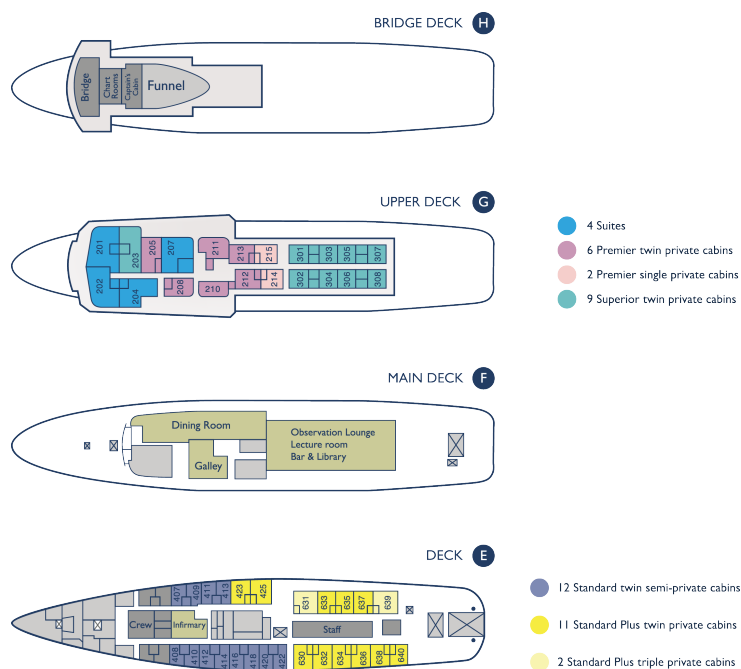 BRIDGE DECK H
Bridge
Chart
Rooms
Captain's
Cabin
Funnel
UPPER DECK G
201
203
205
207
211
213
215
301
303
305
307
202
204
208
210
212
214
302
304
306
308
4 Suites
6 Premier twin private cabins
2 Premier single private cabins
9 Superior twin private cabins
MAIN DECK F
Dining Room
Galley
Observation Lounge
Lecture room
Bar & Library
DECK E
407
409
411
413
423
425
631
633
635
637
639
Crew
Infirmary
Staff
408
410
412
414
416
418
420
422
630
632
634
636
638
640
12 Standard twin semi-private cabins
11 Standard Plus twin private cabins
2 Standard Plus triple private cabins